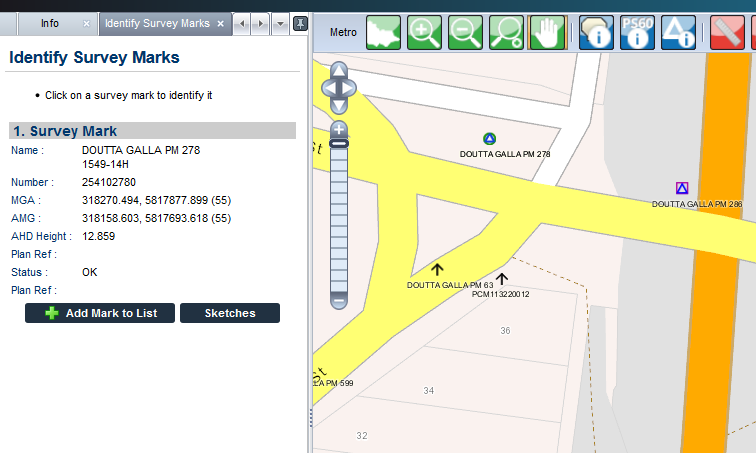 Info
Identify Survey Marks
Metro
PS60
Identify Survey Marks
Click on a survey mark to identify it
1. Survey Mark
Name :
DOUTTA GALLA PM 278
1549-14H
Number :
254102780
MGA :
318270.494, 5817877.899 (55)
AMG :
318158.603, 5817693.618 (55)
AHD Height :
12.859
Plan Ref :
Status :
OK
Plan Ref :
Add Mark to List
Sketches
St
DOUTTA GALLA PM 278
DOUTTA GALLA PM 286
DOUTTA GALLA PM 63
PCM113220012
36
St
LA PM 599
34
32